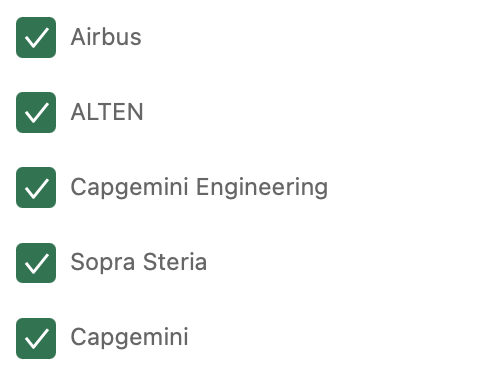 Airbus
ALTEN
Capgemini Engineering
Sopra Steria
Capgemini